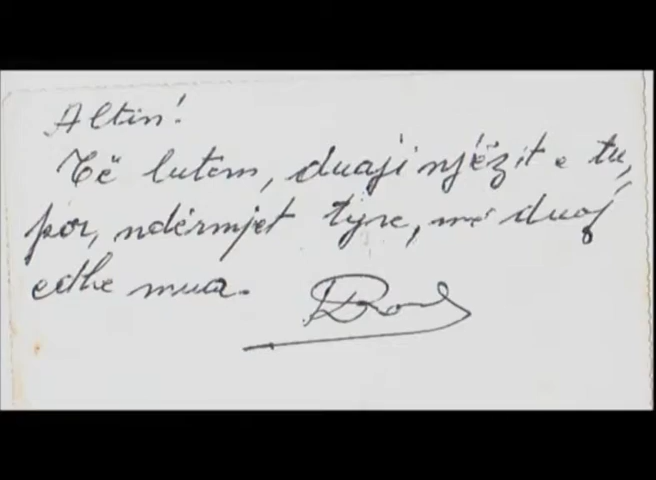 Altin!
Të lutem, duaji njëzit e tu,
por, ndërmjet tyre, më duaj
edhe mua.